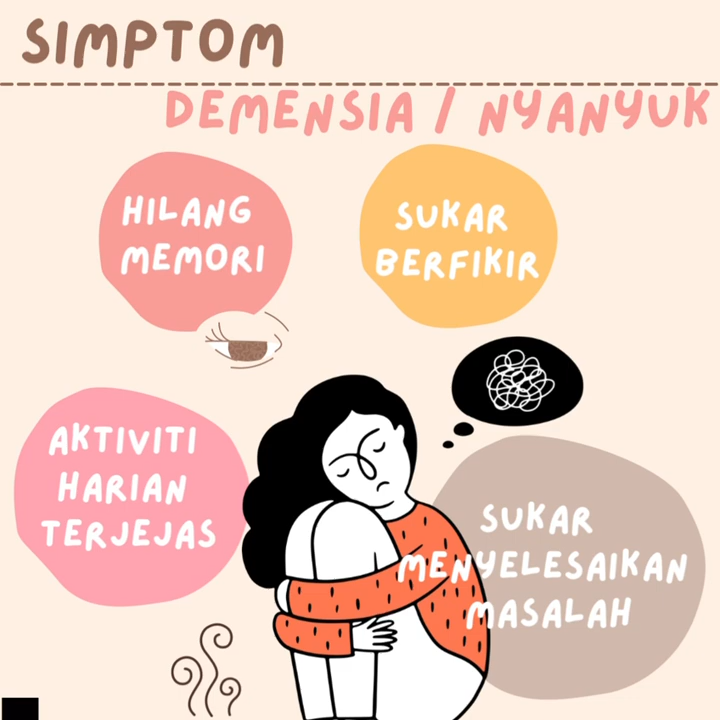 SIMPTOM
DEMENSIA / NYANYUK
HILANG
MEMORI
SUKAR
BERFIKIR
AKTIVITI
HARIAN
TERJEJAS
SUKAR
MENYELESAIKAN
MASALAH